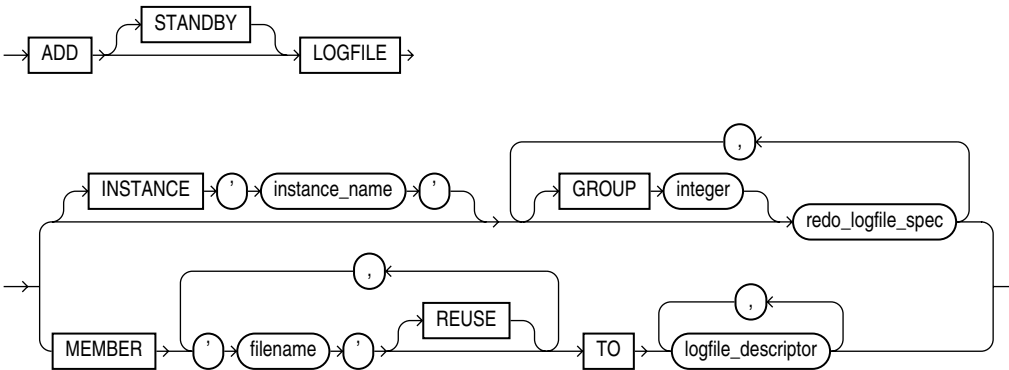 STANDBY
ADD LOGFILE
,
INSTANCE ' instance_name ' GROUP integer
redo_logfile_spec
, ,
REUSE
MEMBER ' filename ' TO logfile_descriptor